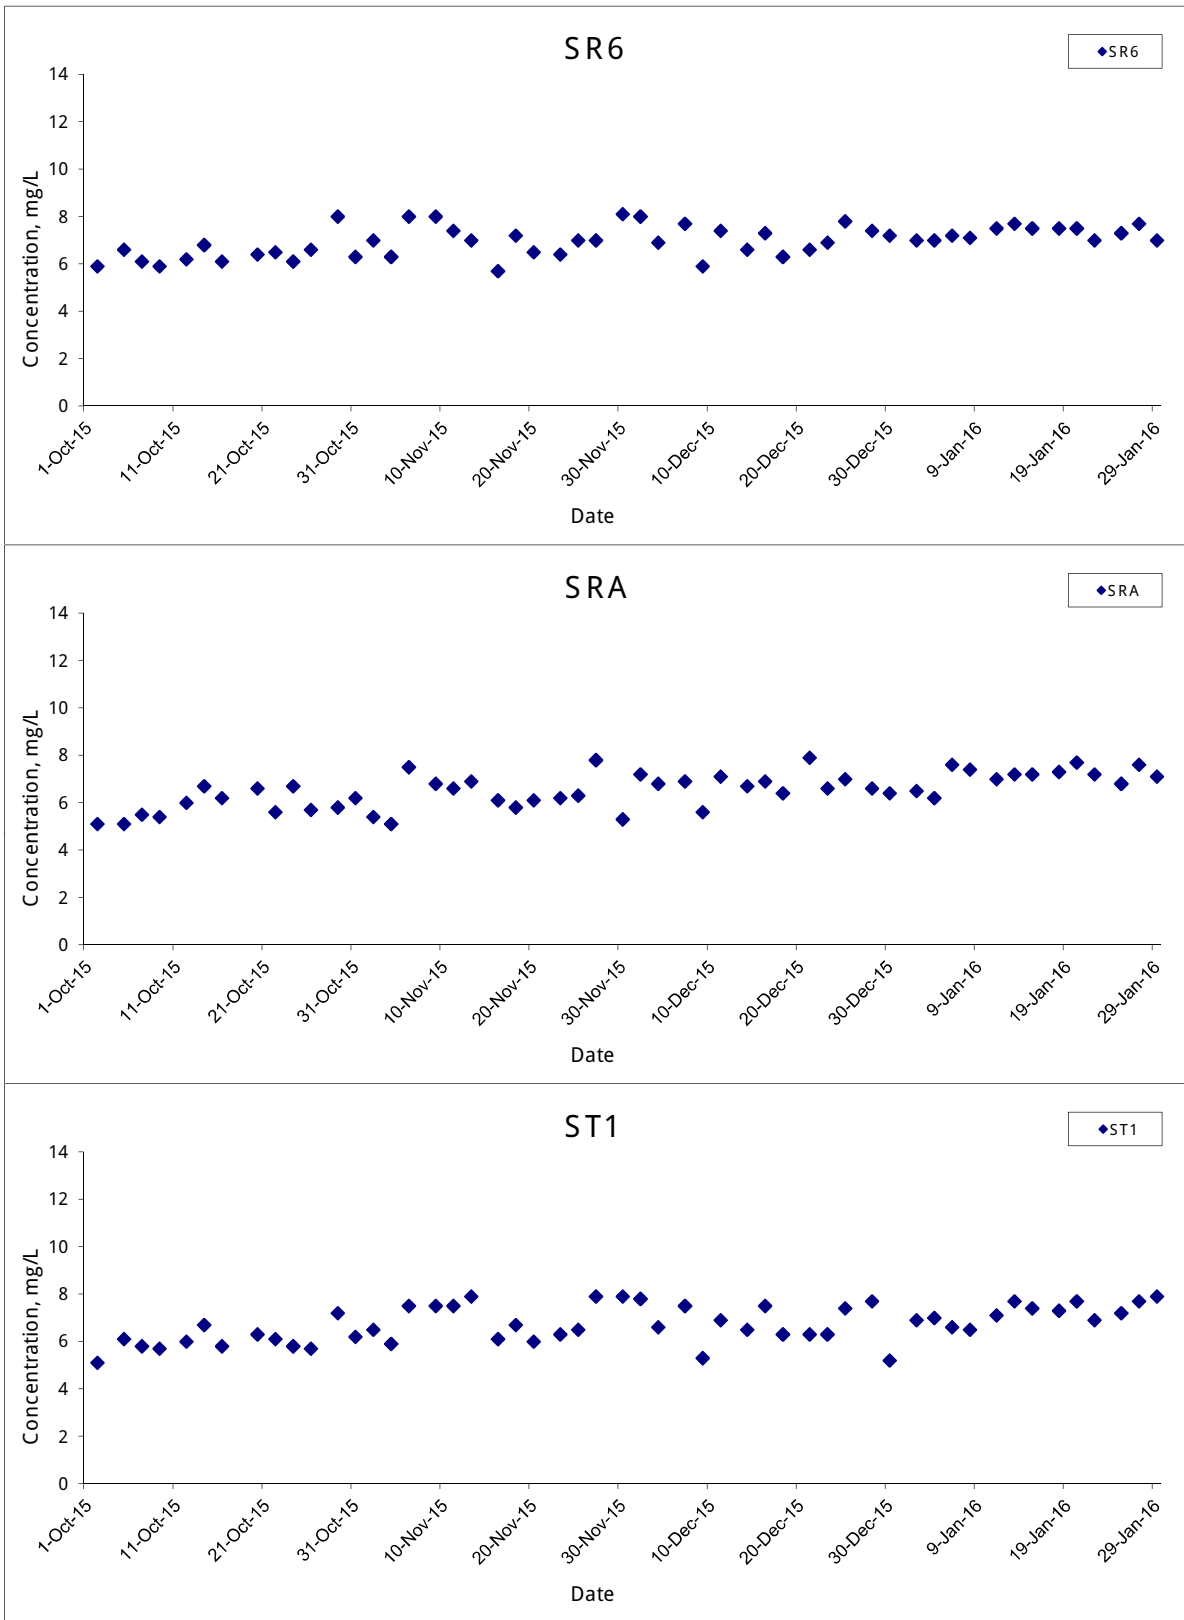 SR6
SR6
14
12
10
8
6
4
2
0
Concentration, mg/L
1-Oct-15
11-Oct-15
21-Oct-15
31-Oct-15
10-Nov-15
20-Nov-15
30-Nov-15
10-Dec-15
20-Dec-15
30-Dec-15
9-Jan-16
19-Jan-16
29-Jan-16
Date
SRA
SRA
14
12
10
8
6
4
2
0
Concentration, mg/L
1-Oct-15
11-Oct-15
21-Oct-15
31-Oct-15
10-Nov-15
20-Nov-15
30-Nov-15
10-Dec-15
20-Dec-15
30-Dec-15
9-Jan-16
19-Jan-16
29-Jan-16
Date
ST1
ST1
14
12
10
8
6
4
2
0
Concentration, mg/L
1-Oct-15
11-Oct-15
21-Oct-15
31-Oct-15
10-Nov-15
20-Nov-15
30-Nov-15
10-Dec-15
20-Dec-15
30-Dec-15
9-Jan-16
19-Jan-16
29-Jan-16
Date